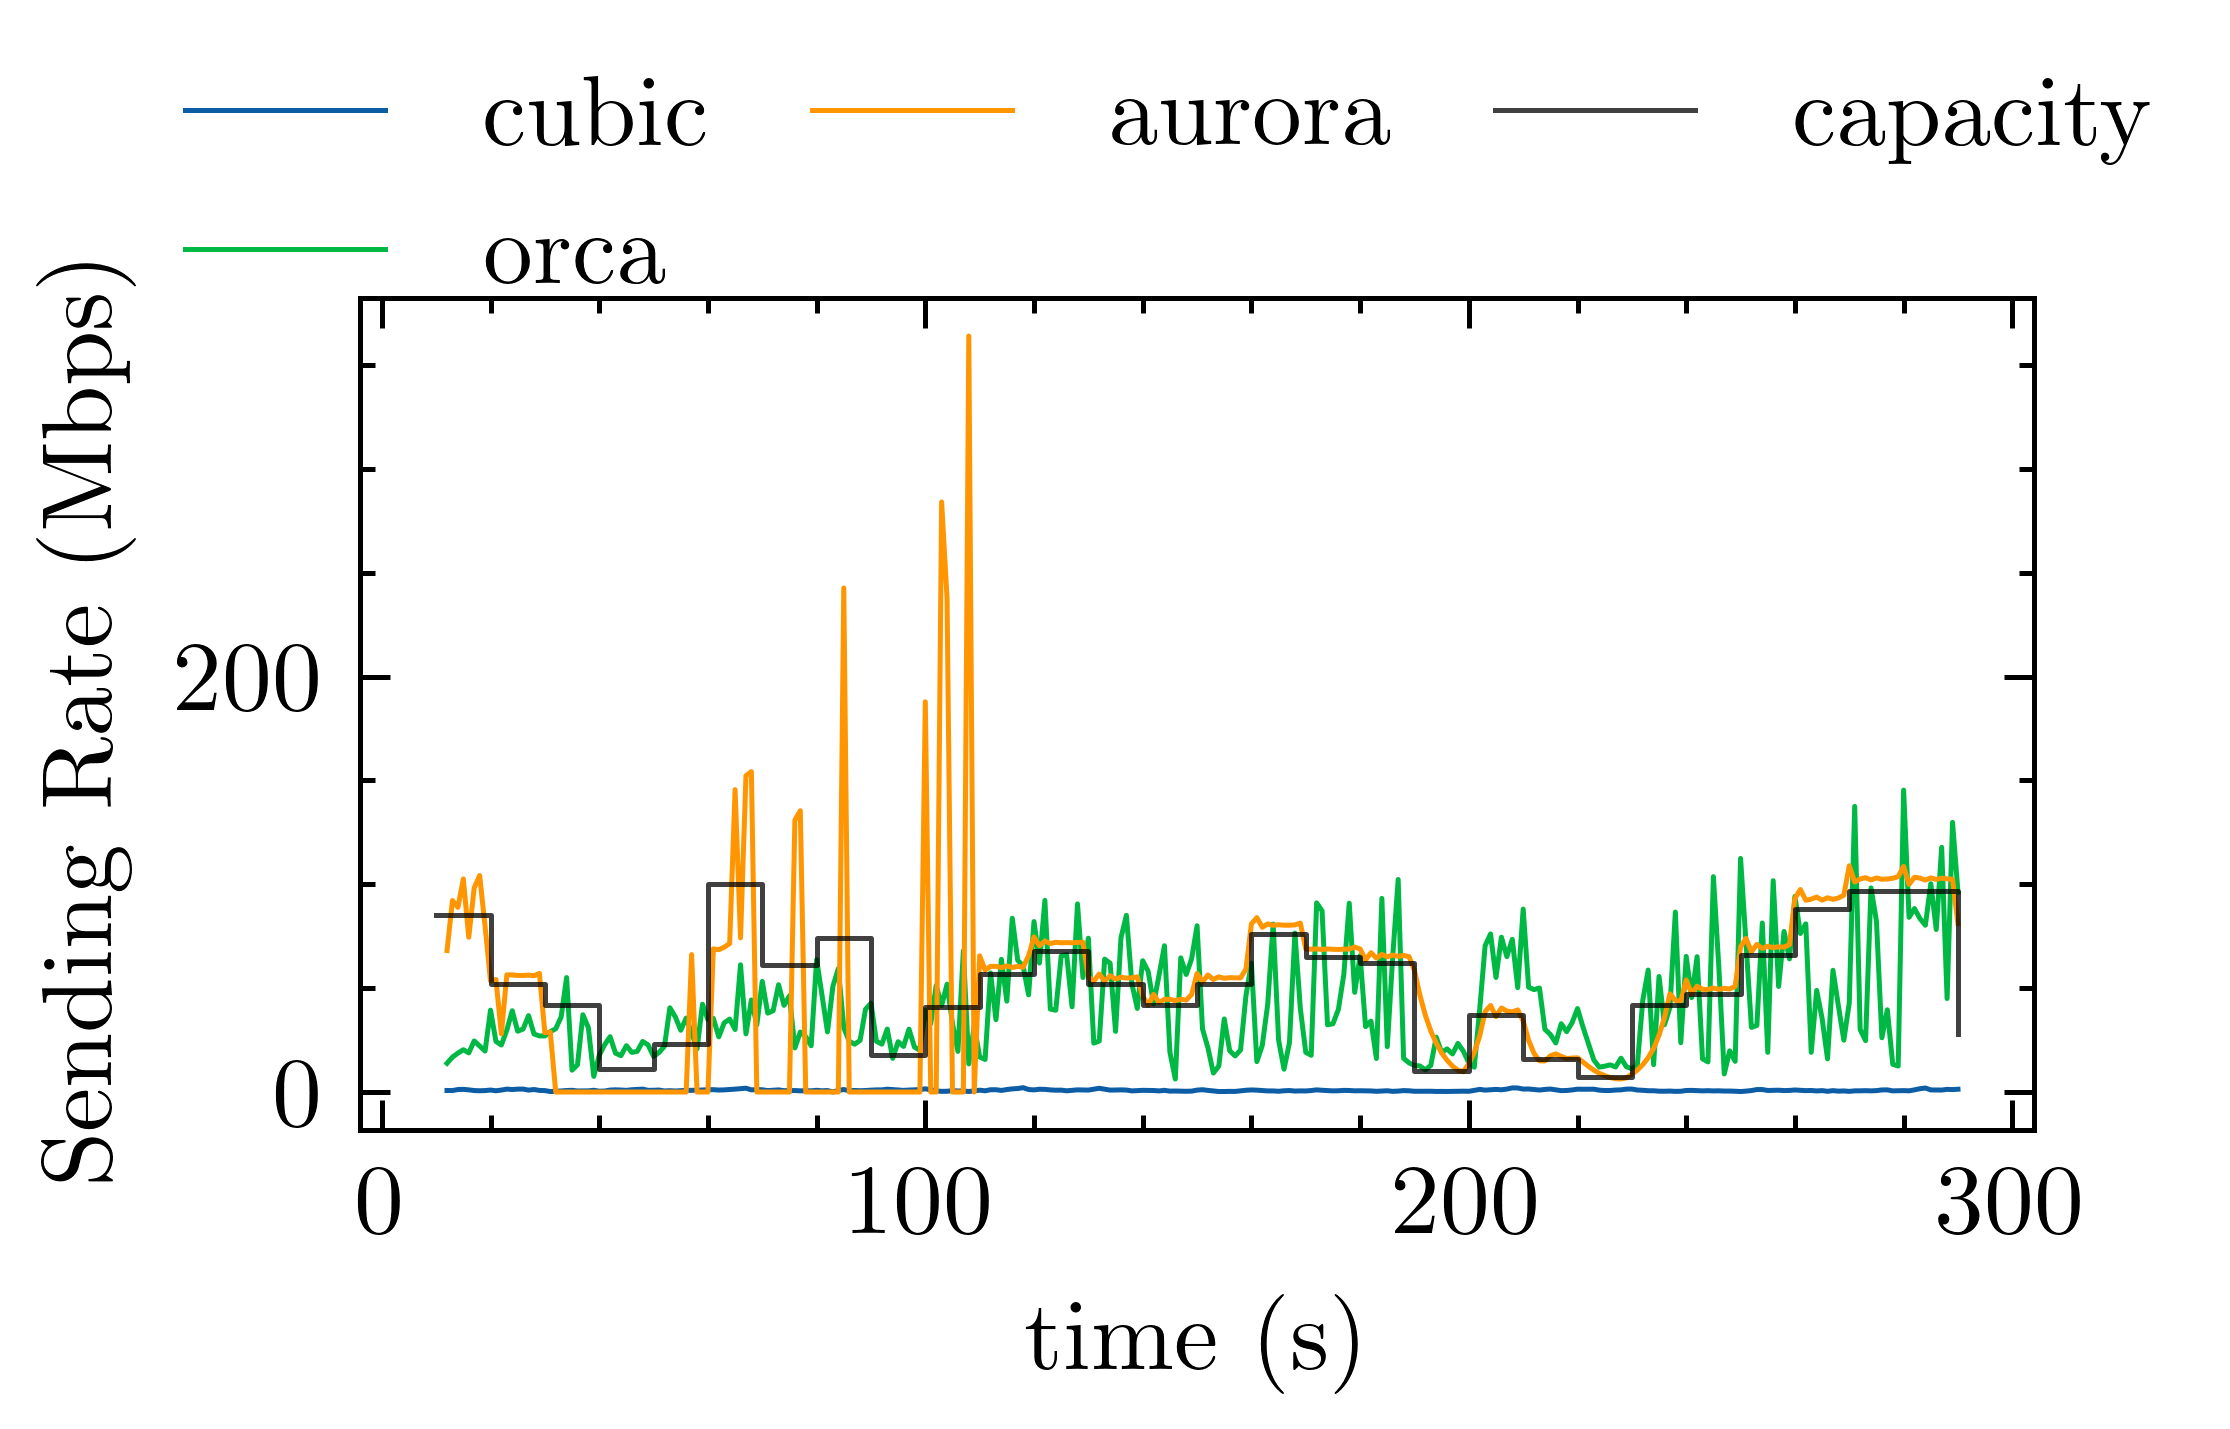 cubic
aurora
capacity
orca
Sending Rate (Mbps)
200
0
0
100
200
300
time (s)